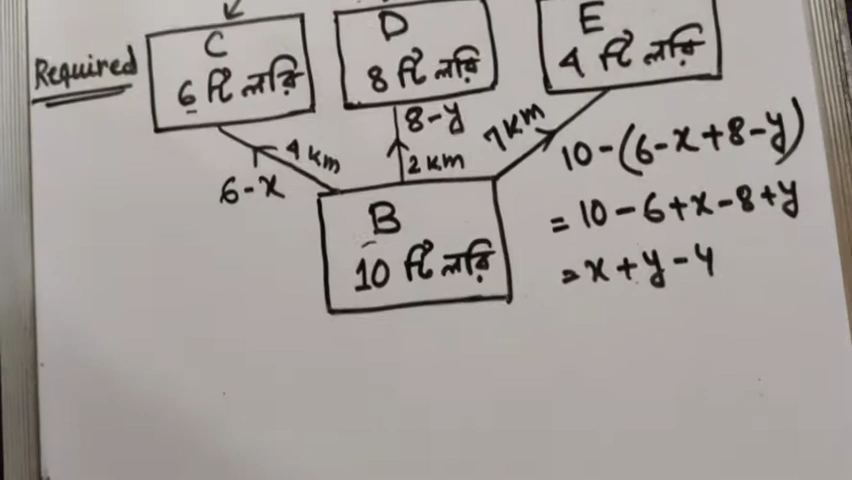 Required
C
6 টি লরি
D
8 টি লরি
E
4 টি লরি
4 km
6-x
8-y
2 km
7 km
B
10 টি লরি
10-(6-x+8-y)
= 10-6+x-8+y
= x+y-4